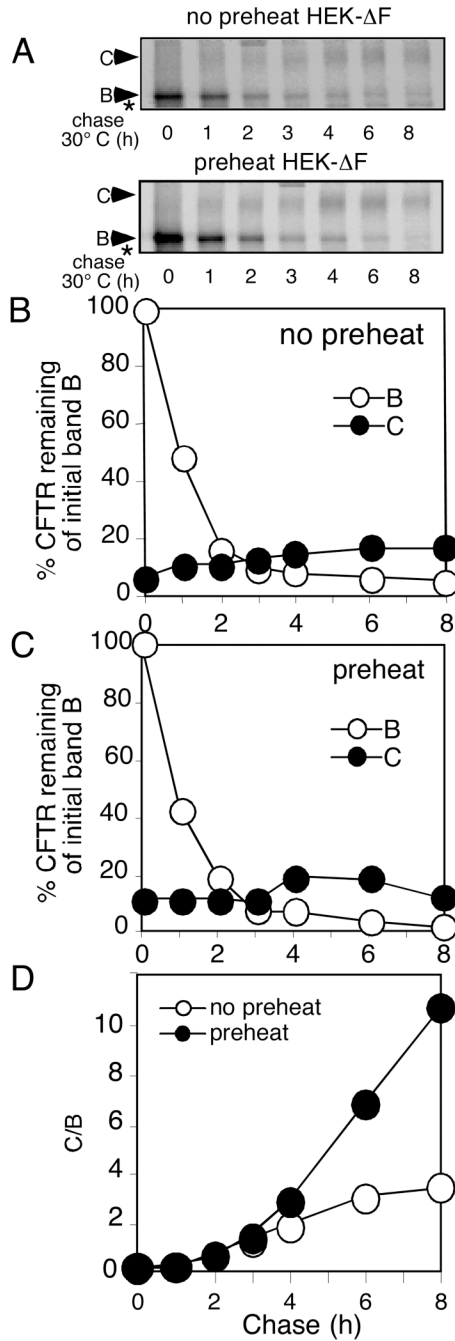 no preheat HEK-ΔF
A
C
B
*
chase
30° C (h)
0 1 2 3 4 6 8
preheat HEK-ΔF
C
B
*
chase
30° C (h)
0 1 2 3 4 6 8
B
% CFTR remaining
of initial band B
100
80
60
40
20
0
no preheat
B
C
0 2 4 6 8
C
% CFTR remaining
of initial band B
100
80
60
40
20
0
preheat
B
C
0 2 4 6 8
D
C/B
10
8
6
4
2
0
no preheat
preheat
0 2 4 6 8
Chase (h)